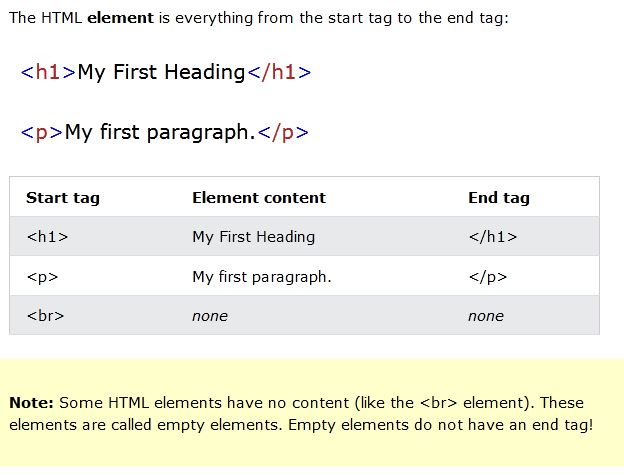 The HTML element is everything from the start tag to the end tag:
<h1>My First Heading</h1>
<p>My first paragraph.</p>
Start tag Element content End tag
<h1> My First Heading </h1>
<p> My first paragraph. </p>
<br> none none
Note: Some HTML elements have no content (like the <br> element). These
elements are called empty elements. Empty elements do not have an end tag!